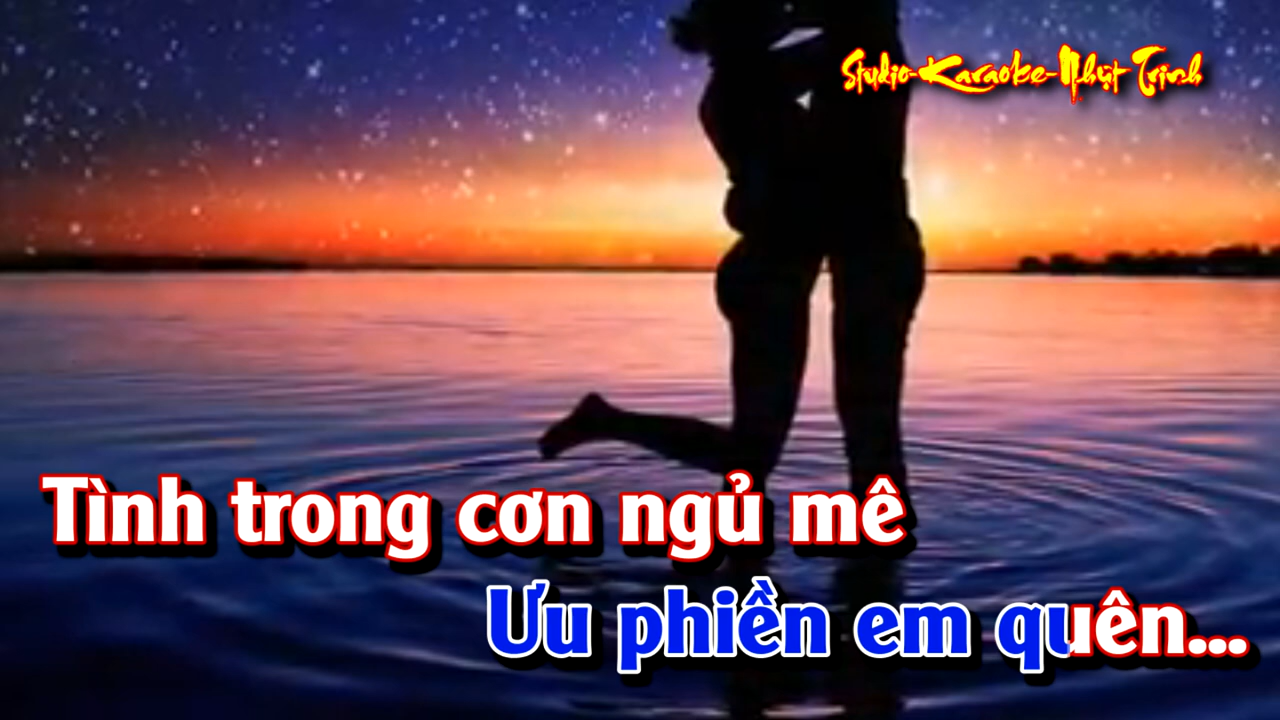 Studio-Karaoke-Nhựt Trinh
Tình trong cơn ngủ mê
Ưu phiền em quên...